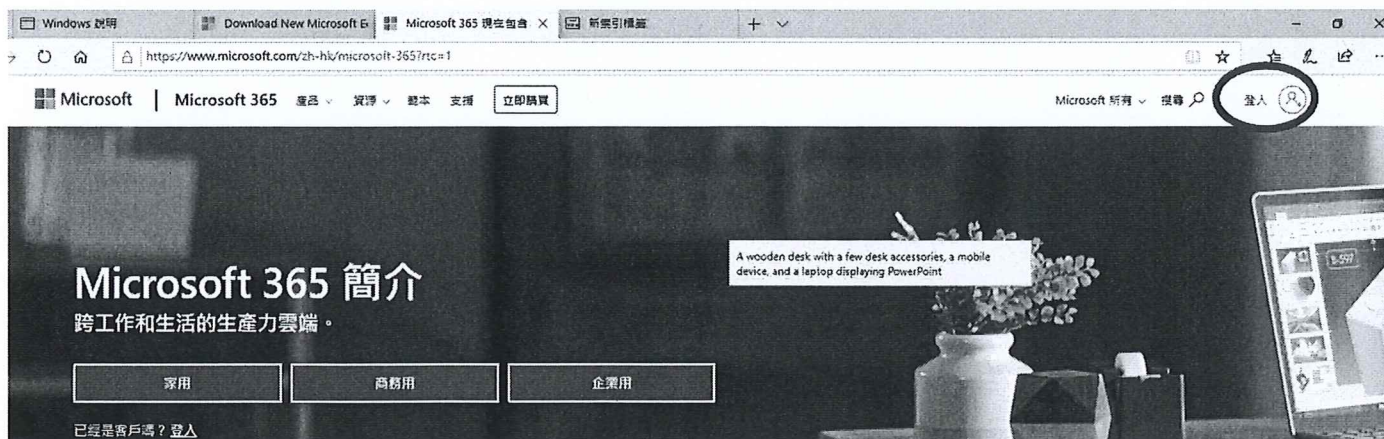 Windows 說明
Download New Microsoft E
Microsoft 365 現在包含
新索引標籤
https://www.microsoft.com/zh-hk/microsoft-365?rtc=1
Microsoft | Microsoft 365 產品 資源 範本 支援 立即購買 Microsoft 所有 搜尋 登入
A wooden desk with a few desk accessories, a mobile
device, and a laptop displaying PowerPoint
Microsoft 365 簡介
跨工作和生活的生產力雲端。
家用 商務用 企業用
已經是客戶嗎？登入